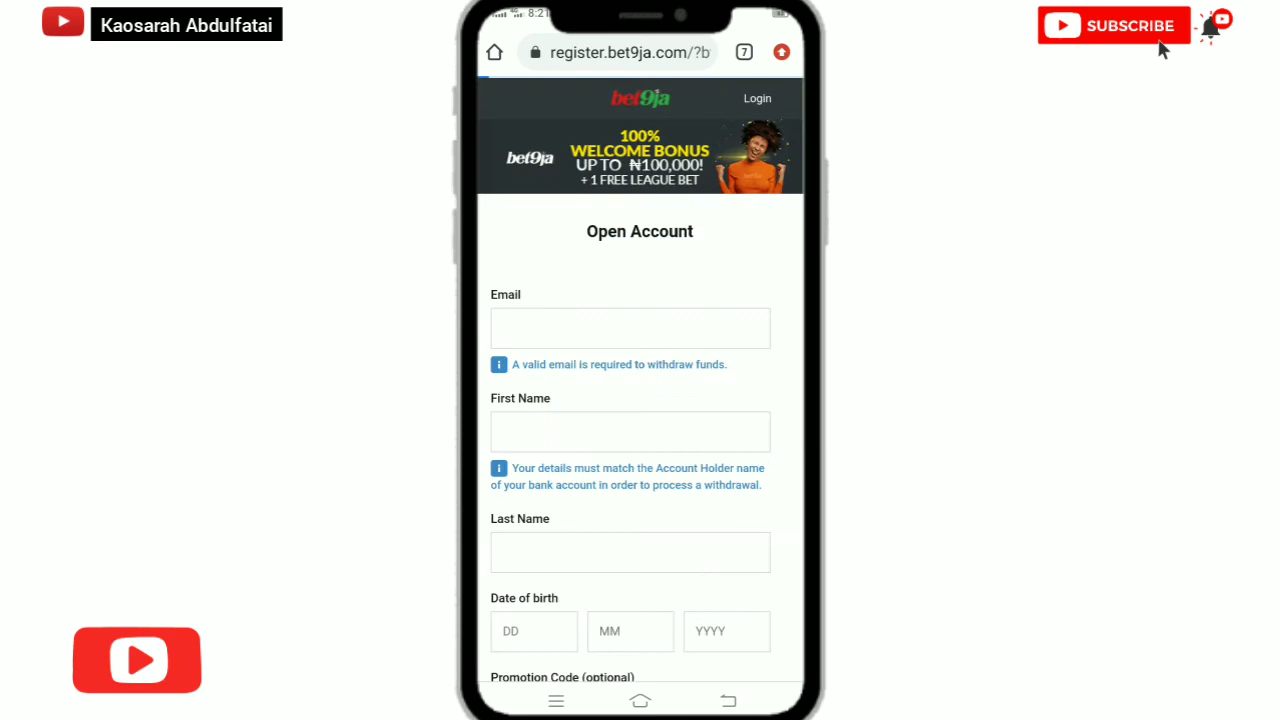 Kaosarah Abdulfatai
SUBSCRIBE
8:21
register.bet9ja.com/?b
7
bet9ja
Login
bet9ja
100%
WELCOME BONUS
UP TO ₦100,000!
+ 1 FREE LEAGUE BET
Open Account
Email
A valid email is required to withdraw funds.
First Name
Your details must match the Account Holder name
of your bank account in order to process a withdrawal.
Last Name
Date of birth
DD
MM
YYYY
Promotion Code (optional)